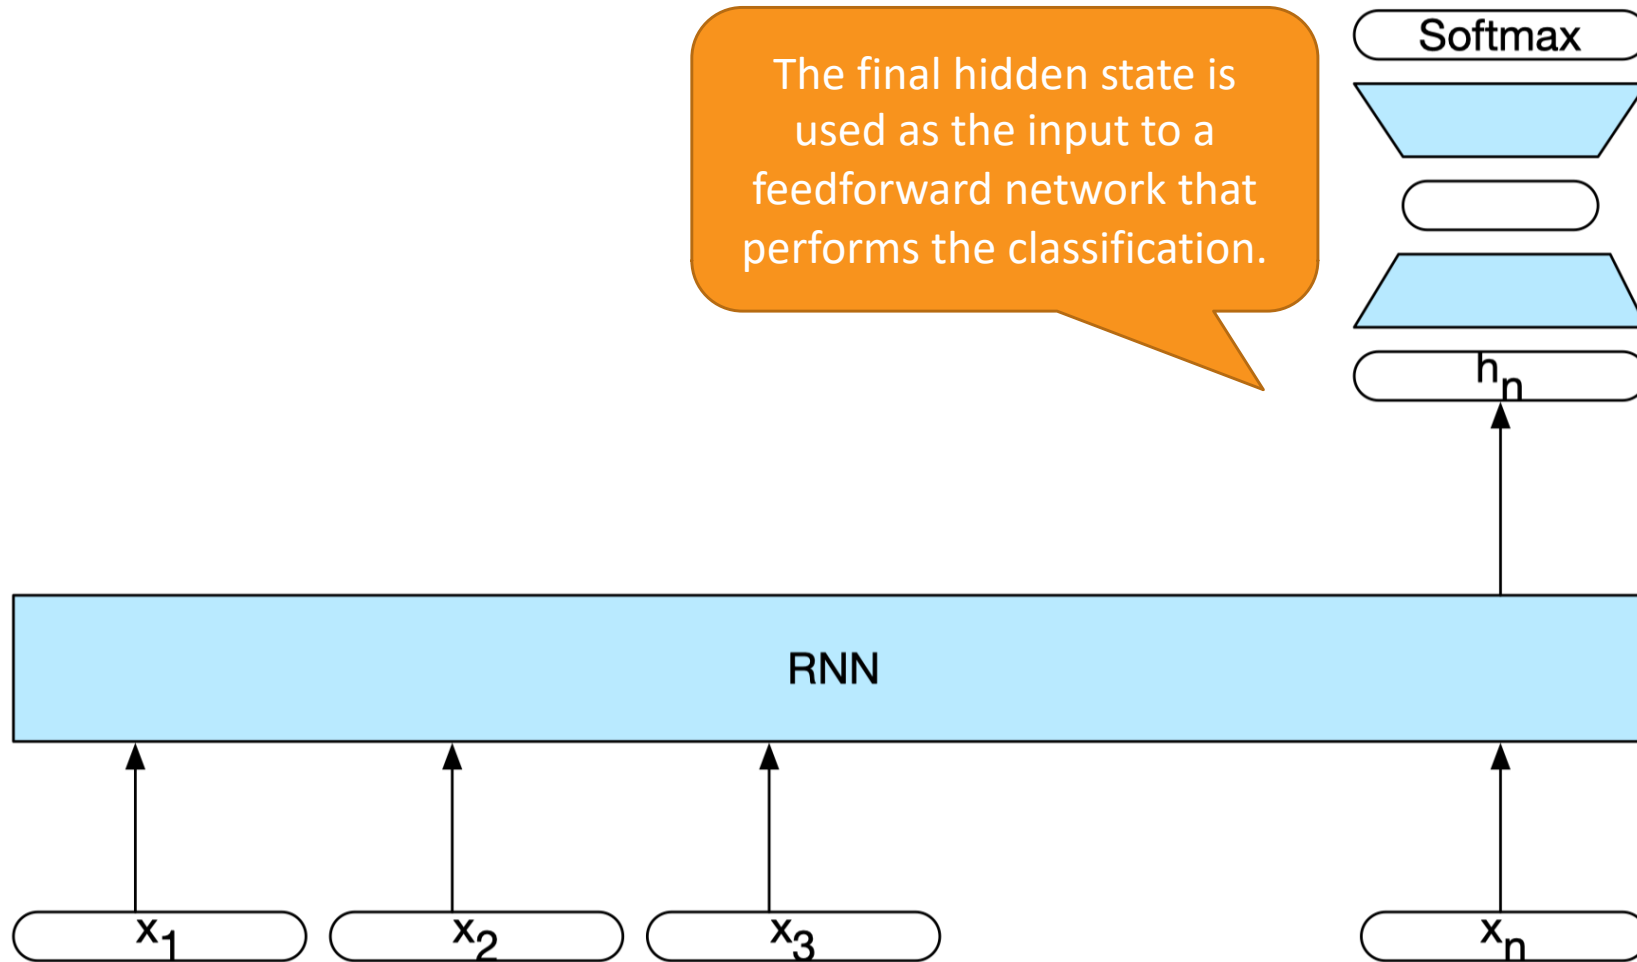 Softmax
The final hidden state is
used as the input to a
feedforward network that
performs the classification.
hₙ
RNN
x₁
x₂
x₃
xₙ